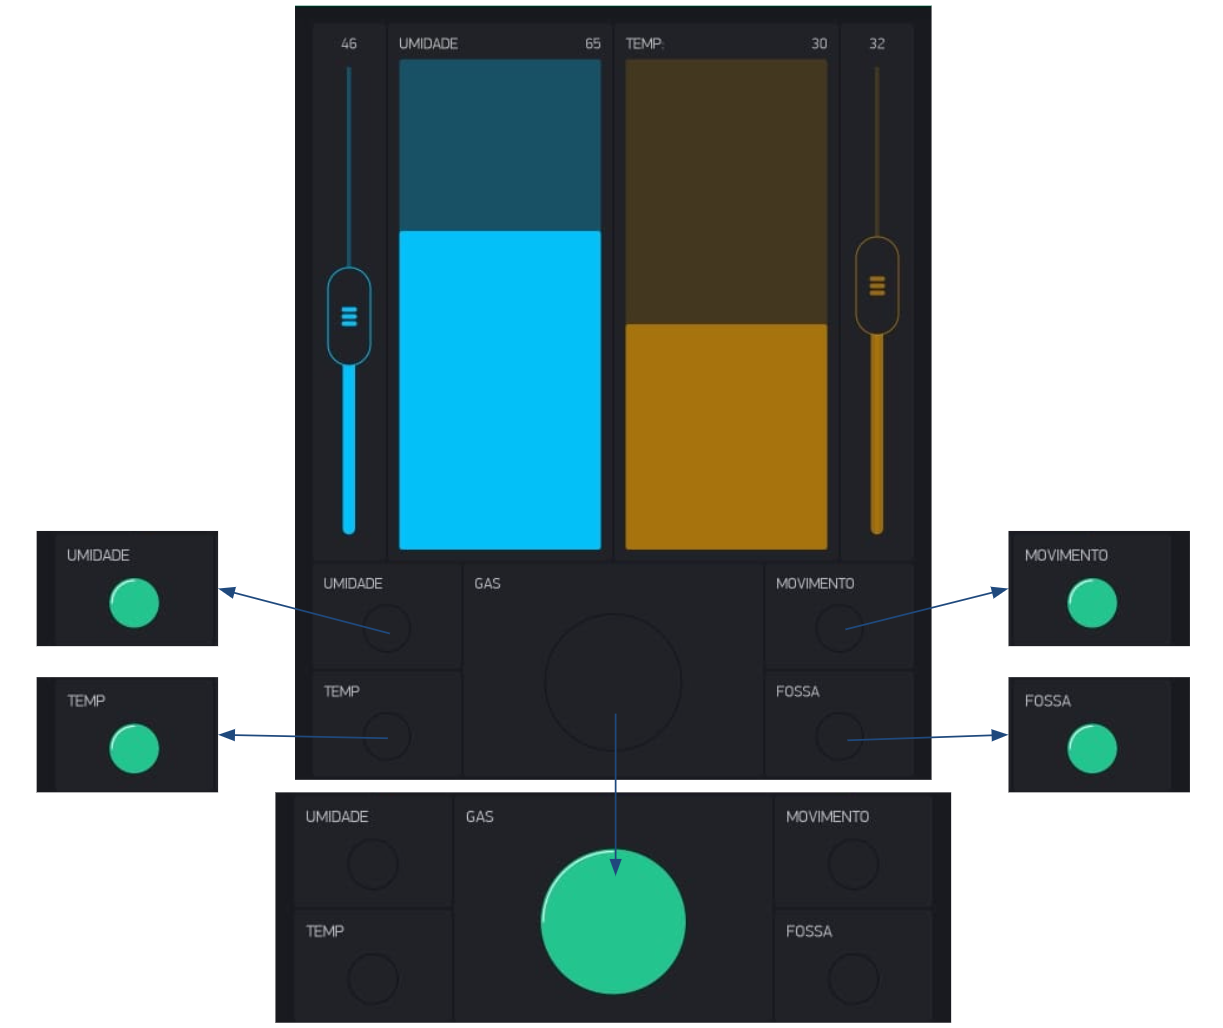 46
UMIDADE 65
TEMP: 30
32
UMIDADE
GAS
MOVIMENTO
TEMP
FOSSA
UMIDADE
TEMP
MOVIMENTO
FOSSA
UMIDADE
GAS
MOVIMENTO
TEMP
FOSSA